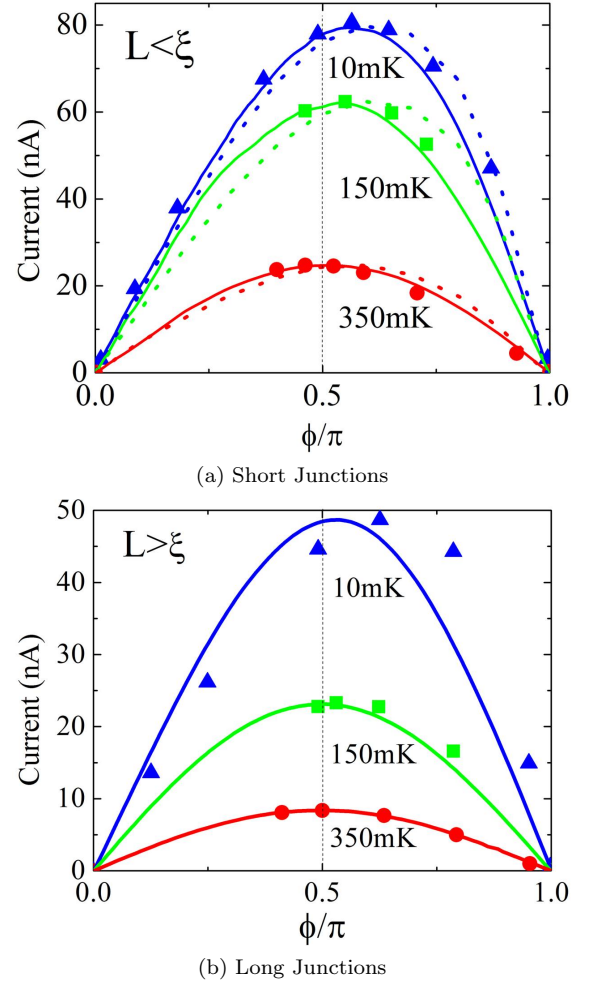 80
60
40
20
0
Current (nA)
L<ξ
10mK
150mK
350mK
0.0 0.5 1.0
ϕ/π
(a) Short Junctions
50
40
30
20
10
0
Current (nA)
L>ξ
10mK
150mK
350mK
0.0 0.5 1.0
ϕ/π
(b) Long Junctions